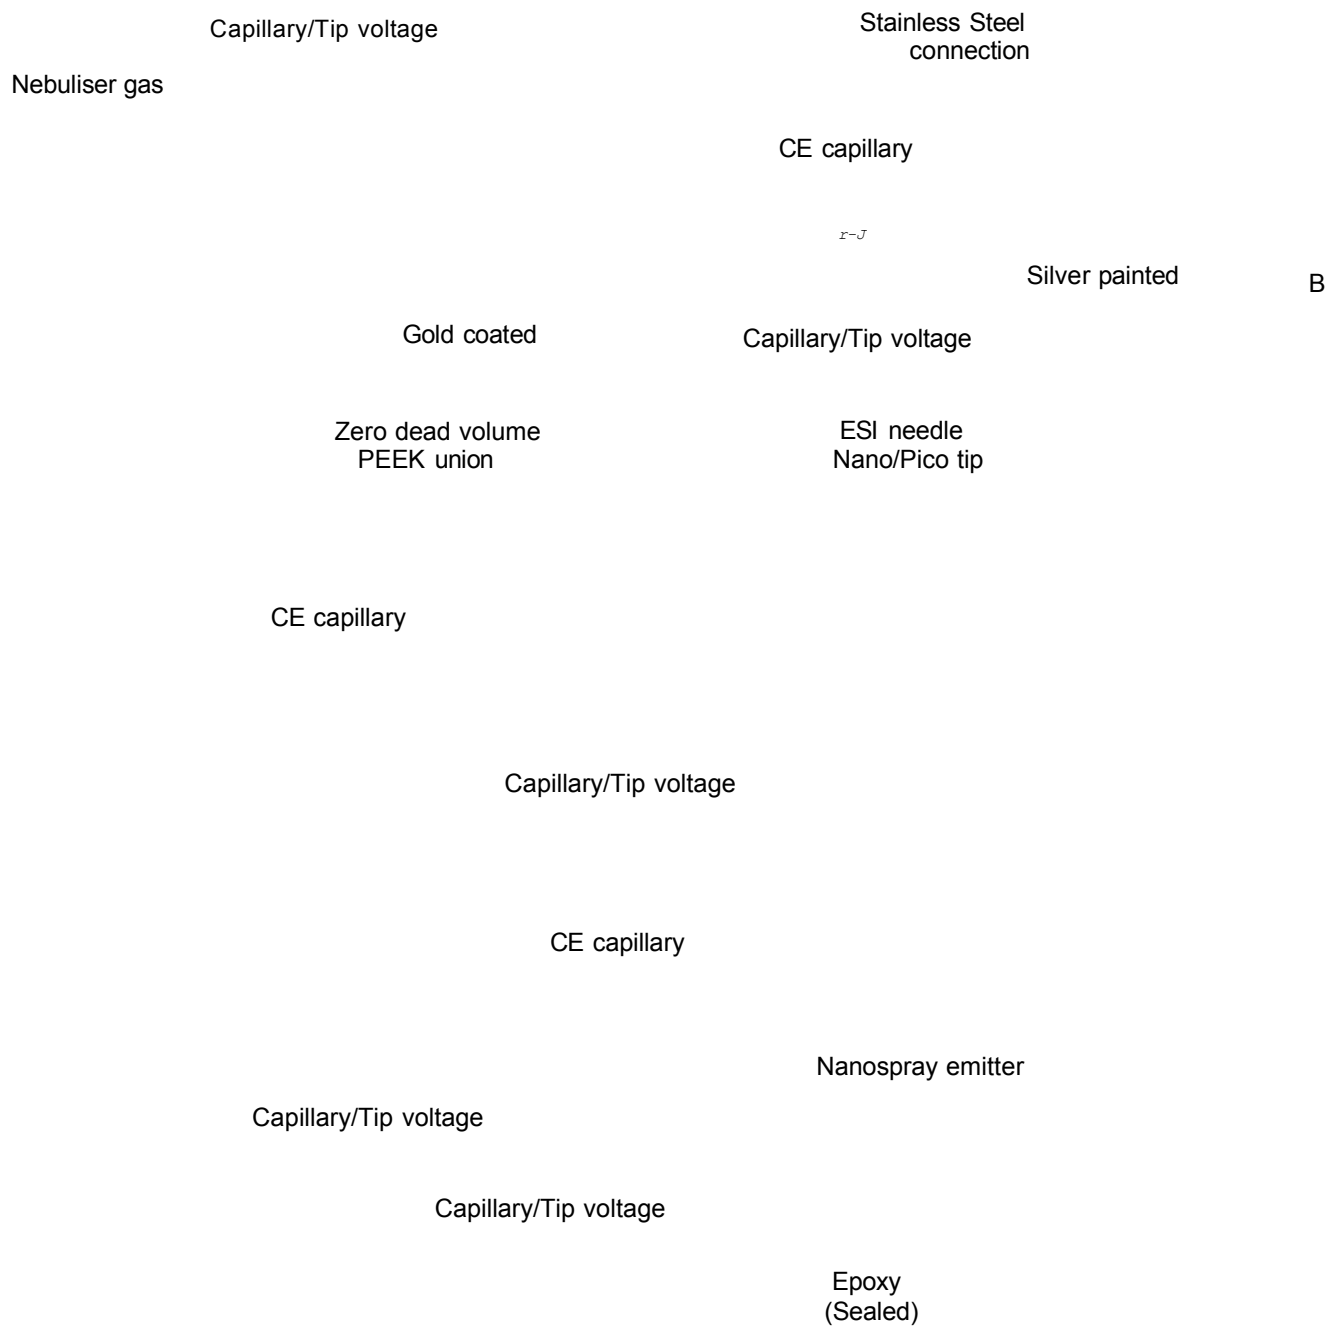 Capillary/Tip voltage
Stainless Steel
connection
Nebuliser gas
CE capillary
r-J
Silver painted
B
Gold coated
Capillary/Tip voltage
Zero dead volume
PEEK union
ESI needle
Nano/Pico tip
CE capillary
Capillary/Tip voltage
CE capillary
Nanospray emitter
Capillary/Tip voltage
Capillary/Tip voltage
Epoxy
(Sealed)